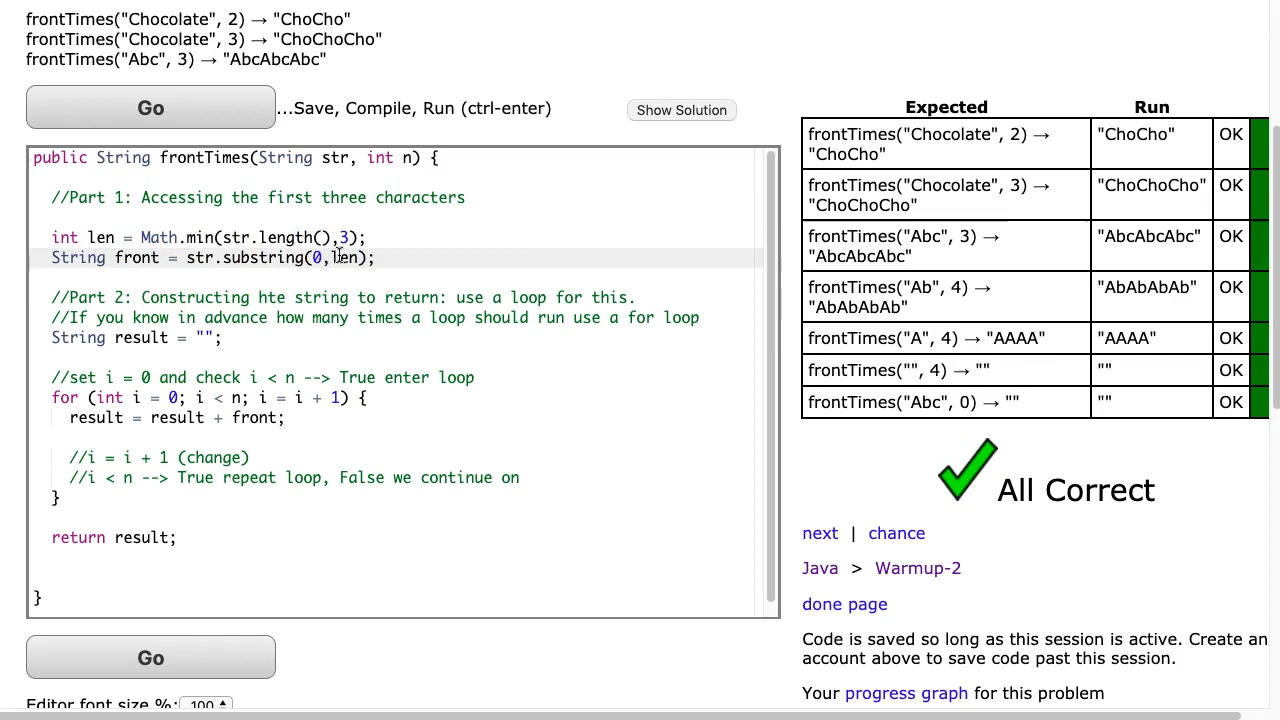 frontTimes("Chocolate", 2) → "ChoCho"
frontTimes("Chocolate", 3) → "ChoChoCho"
frontTimes("Abc", 3) → "AbcAbcAbc"
Go
...Save, Compile, Run (ctrl-enter)
Show Solution
public String frontTimes(String str, int n) {
//Part 1: Accessing the first three characters
int len = Math.min(str.length(),3);
String front = str.substring(0,len);
//Part 2: Constructing hte string to return: use a loop for this.
//If you know in advance how many times a loop should run use a for loop
String result = "";
//set i = 0 and check i < n --> True enter loop
for (int i = 0; i < n; i = i + 1) {
result = result + front;
//i = i + 1 (change)
//i < n --> True repeat loop, False we continue on
}
return result;
}
Go
Editor font size %: 100
Expected Run
frontTimes("Chocolate", 2) → "ChoCho" OK
"ChoCho"
frontTimes("Chocolate", 3) → "ChoChoCho" OK
"ChoChoCho"
frontTimes("Abc", 3) → "AbcAbcAbc" OK
"AbcAbcAbc"
frontTimes("Ab", 4) → "AbAbAbAb" OK
"AbAbAbAb"
frontTimes("A", 4) → "AAAA" "AAAA" OK
frontTimes("", 4) → "" "" OK
frontTimes("Abc", 0) → "" "" OK
All Correct
next | chance
Java > Warmup-2
done page
Code is saved so long as this session is active. Create an
account above to save code past this session.
Your progress graph for this problem